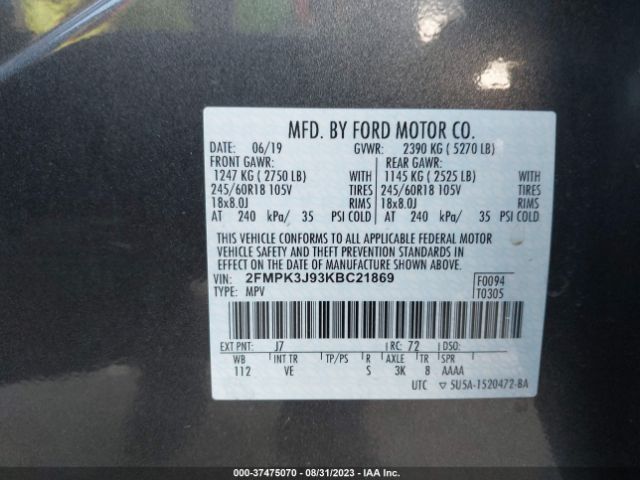 MFD. BY FORD MOTOR CO.
DATE: 06/19 GVWR: 2390 KG ( 5270 LB)
FRONT GAWR: REAR GAWR:
1247 KG ( 2750 LB) WITH 1145 KG ( 2525 LB) WITH
245/60R18 105V TIRES 245/60R18 105V TIRES
18x8.0J RIMS 18x8.0J RIMS
AT 240 kPa/ 35 PSI COLD AT 240 kPa/ 35 PSI COLD
THIS VEHICLE CONFORMS TO ALL APPLICABLE FEDERAL MOTOR
VEHICLE SAFETY AND THEFT PREVENTION STANDARDS IN
EFFECT ON THE DATE OF MANUFACTURE SHOWN ABOVE.
VIN: 2FMPK3J93KBC21869 F0094
TYPE: MPV T0305
EXT PNT: J7 RC: 72 DSO:
WB INT TR TP/PS R AXLE TR SPR
112 VE S 3K 8 AAAA
UTC ▽ 5U5A-1520472-BA
000-37475070 - 08/31/2023 - IAA Inc.